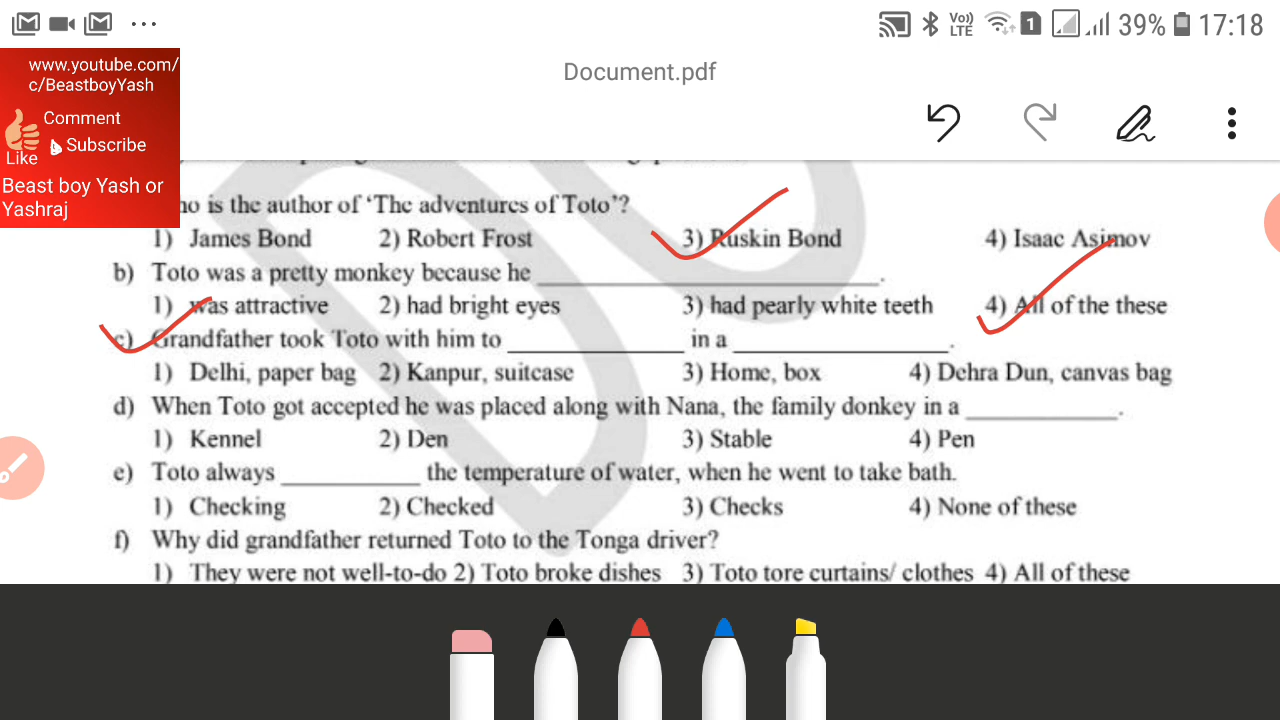 Vo)) LTE 1 39% 17:18
www.youtube.com/
c/BeastboyYash
Comment
Subscribe
Like
Beast boy Yash or
Yashraj
Document.pdf
is the author of ‘The adventures of Toto’?
1) James Bond 2) Robert Frost 3) Ruskin Bond 4) Isaac Asimov
b) Toto was a pretty monkey because he ____________________.
1) was attractive 2) had bright eyes 3) had pearly white teeth 4) All of the these
c) Grandfather took Toto with him to __________ in a ____________.
1) Delhi, paper bag 2) Kanpur, suitcase 3) Home, box 4) Dehra Dun, canvas bag
d) When Toto got accepted he was placed along with Nana, the family donkey in a _________.
1) Kennel 2) Den 3) Stable 4) Pen
e) Toto always ________ the temperature of water, when he went to take bath.
1) Checking 2) Checked 3) Checks 4) None of these
f) Why did grandfather returned Toto to the Tonga driver?
1) They were not well-to-do 2) Toto broke dishes 3) Toto tore curtains/ clothes 4) All of these